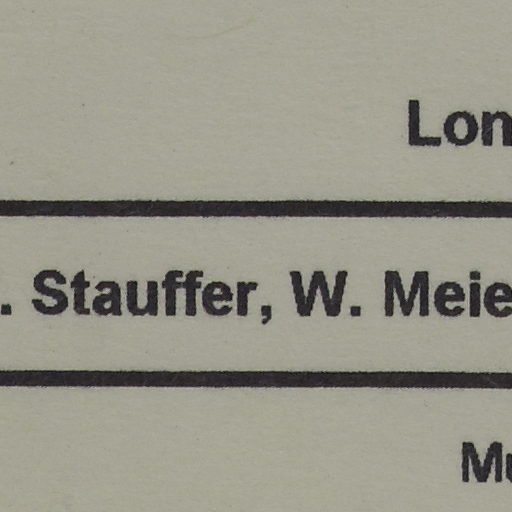 Lon
. Stauffer, W. Meie
Mu